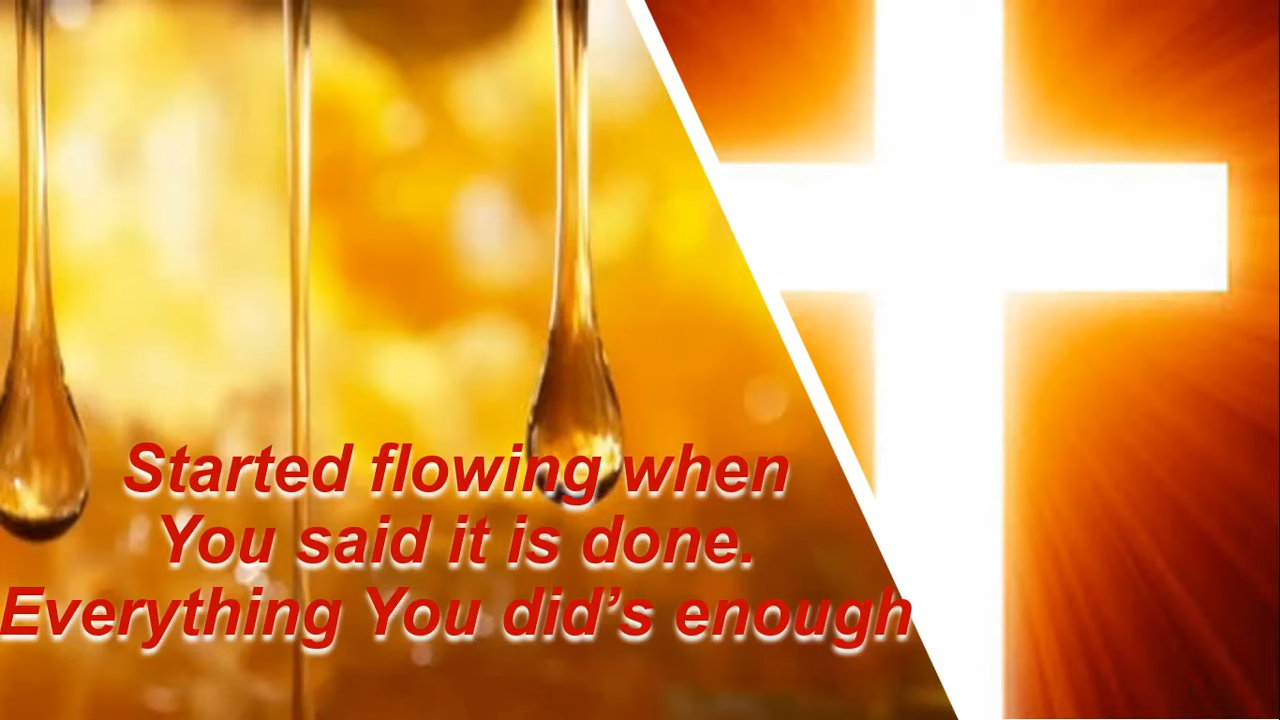 Started flowing when
You said it is done.
Everything You did’s enough